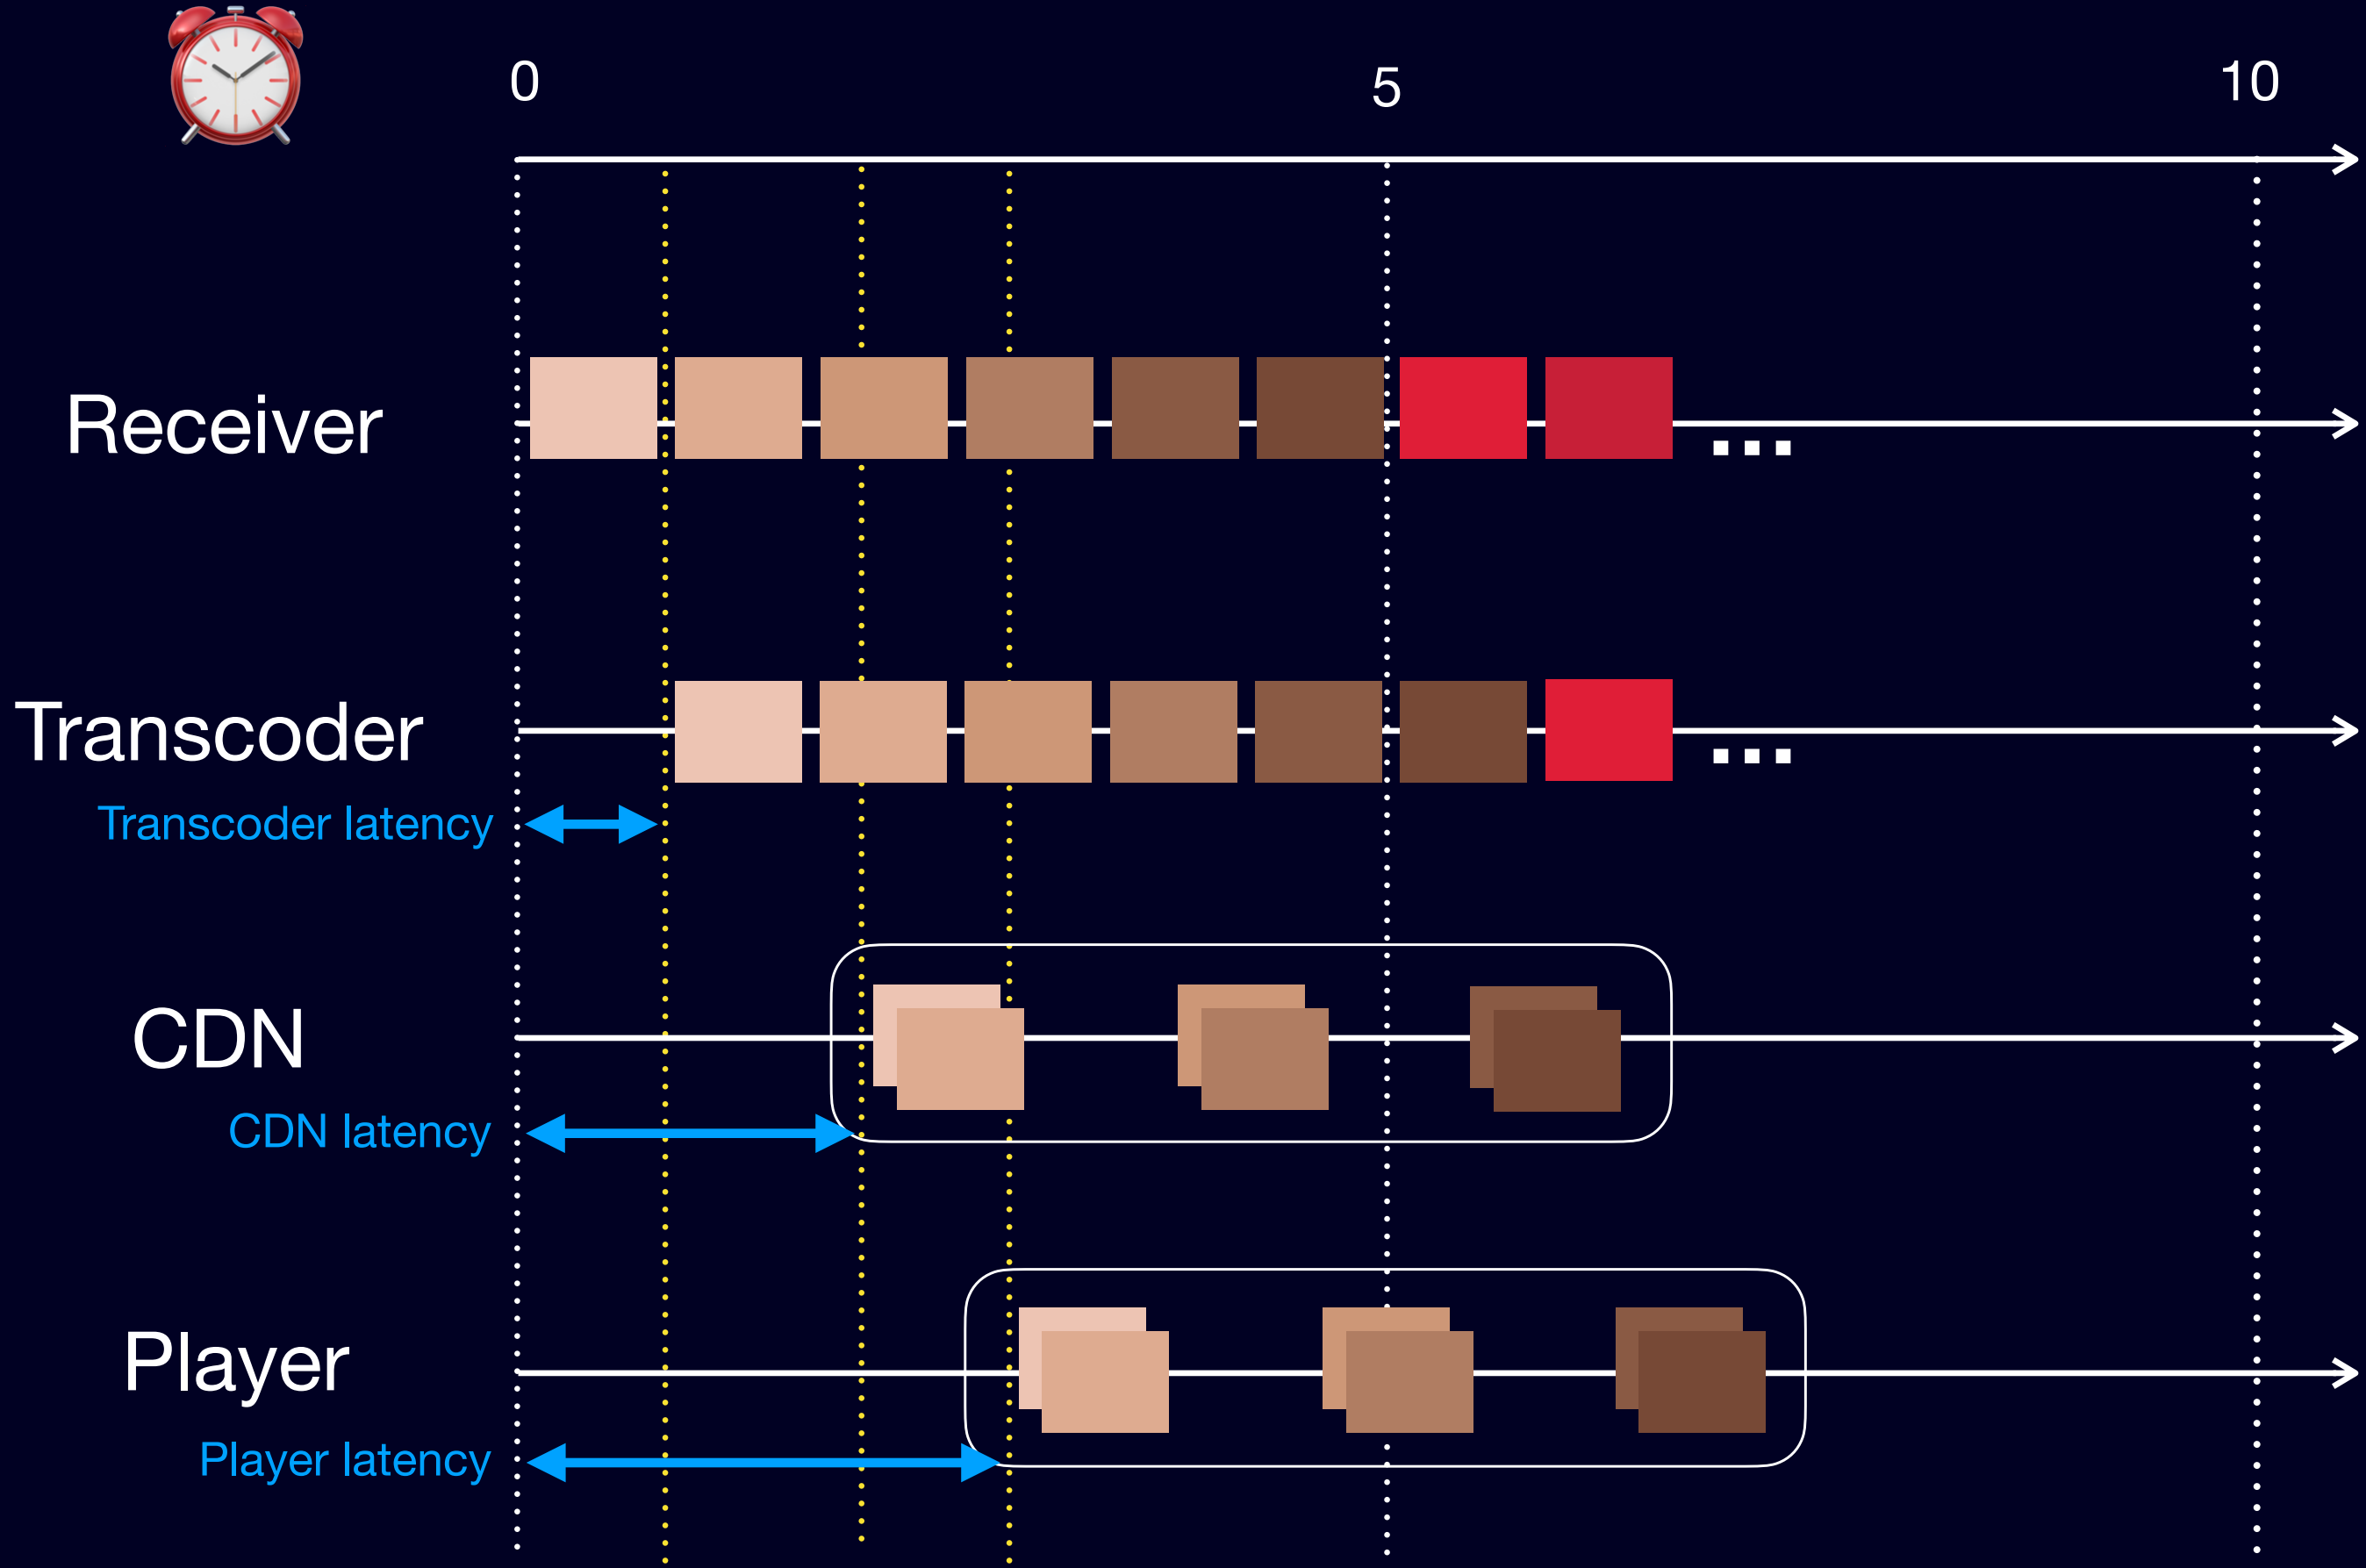 0
5
10
Receiver
...
Transcoder
...
Transcoder latency
CDN
CDN latency
Player
Player latency